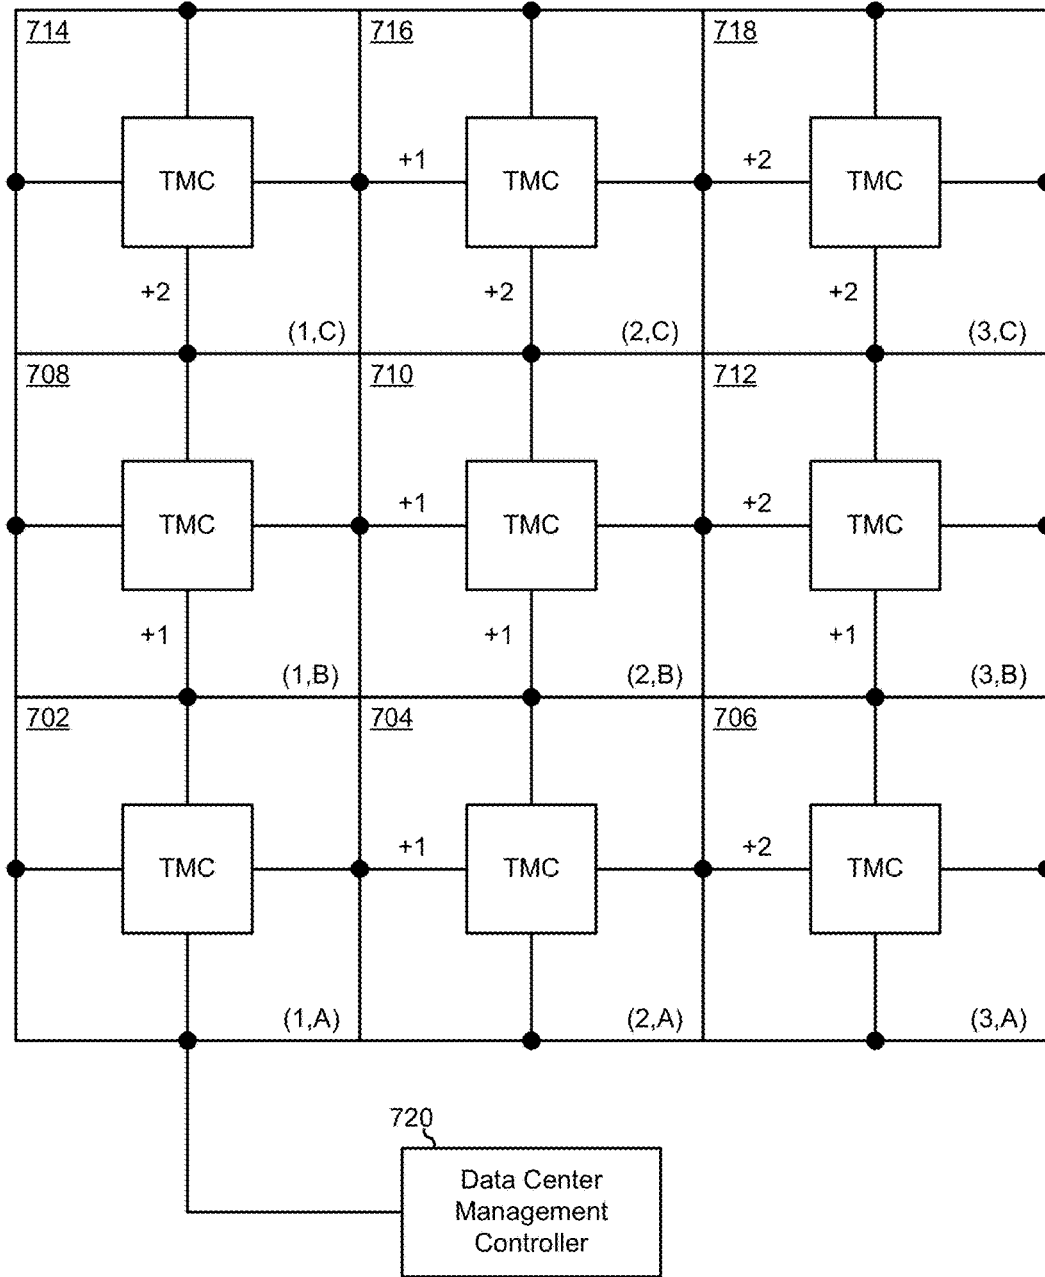 714 716 718
TMC +1 TMC +2 TMC
+2 +2 +2
(1,C) (2,C) (3,C)
708 710 712
TMC +1 TMC +2 TMC
+1 +1 +1
(1,B) (2,B) (3,B)
702 704 706
TMC +1 TMC +2 TMC
(1,A) (2,A) (3,A)
720
Data Center
Management
Controller